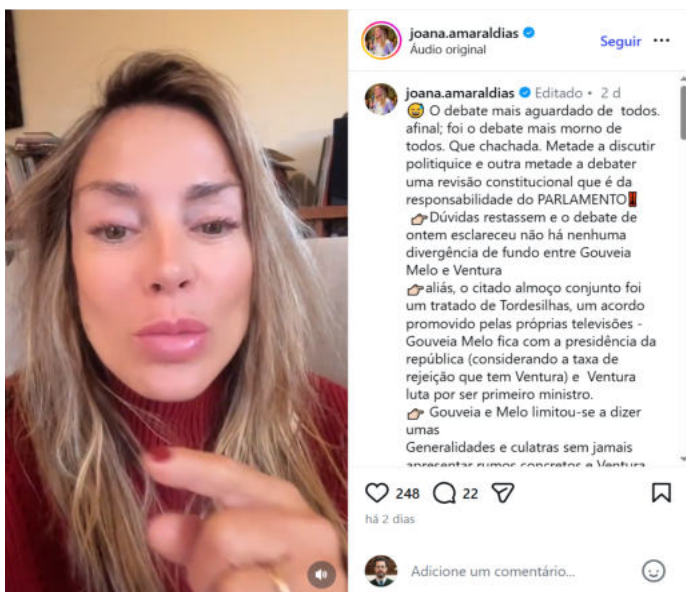 joana.amaraldias
Áudio original
Seguir
joana.amaraldias Editado • 2 d
😅 O debate mais aguardado de todos.
afinal; foi o debate mais morno de
todos. Que chachada. Metade a discutir
politiquice e outra metade a debater
uma revisão constitucional que é da
responsabilidade do PARLAMENTO‼️
👉🏻Dúvidas restassem e o debate de
ontem esclareceu não há nenhuma
divergência de fundo entre Gouveia
Melo e Ventura
👉🏻aliás, o citado almoço conjunto foi
um tratado de Tordesilhas, um acordo
promovido pelas próprias televisões -
Gouveia Melo fica com a presidência da
república (considerando a taxa de
rejeição que tem Ventura) e Ventura
luta por ser primeiro ministro.
👉🏻 Gouveia e Melo limitou-se a dizer
umas
Generalidades e culatras sem jamais
apresentar rumos concretos e Ventura
248 22
há 2 dias
Adicione um comentário...